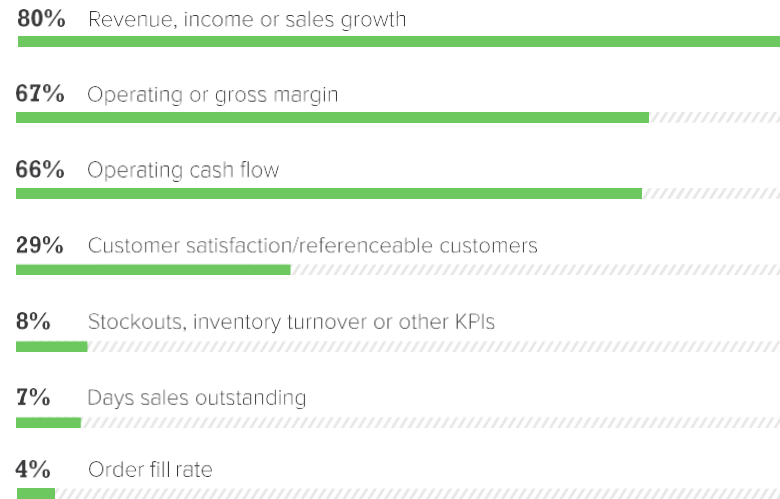 80% Revenue, income or sales growth
67% Operating or gross margin
66% Operating cash flow
29% Customer satisfaction/referenceable customers
8% Stockouts, inventory turnover or other KPIs
7% Days sales outstanding
4% Order fill rate